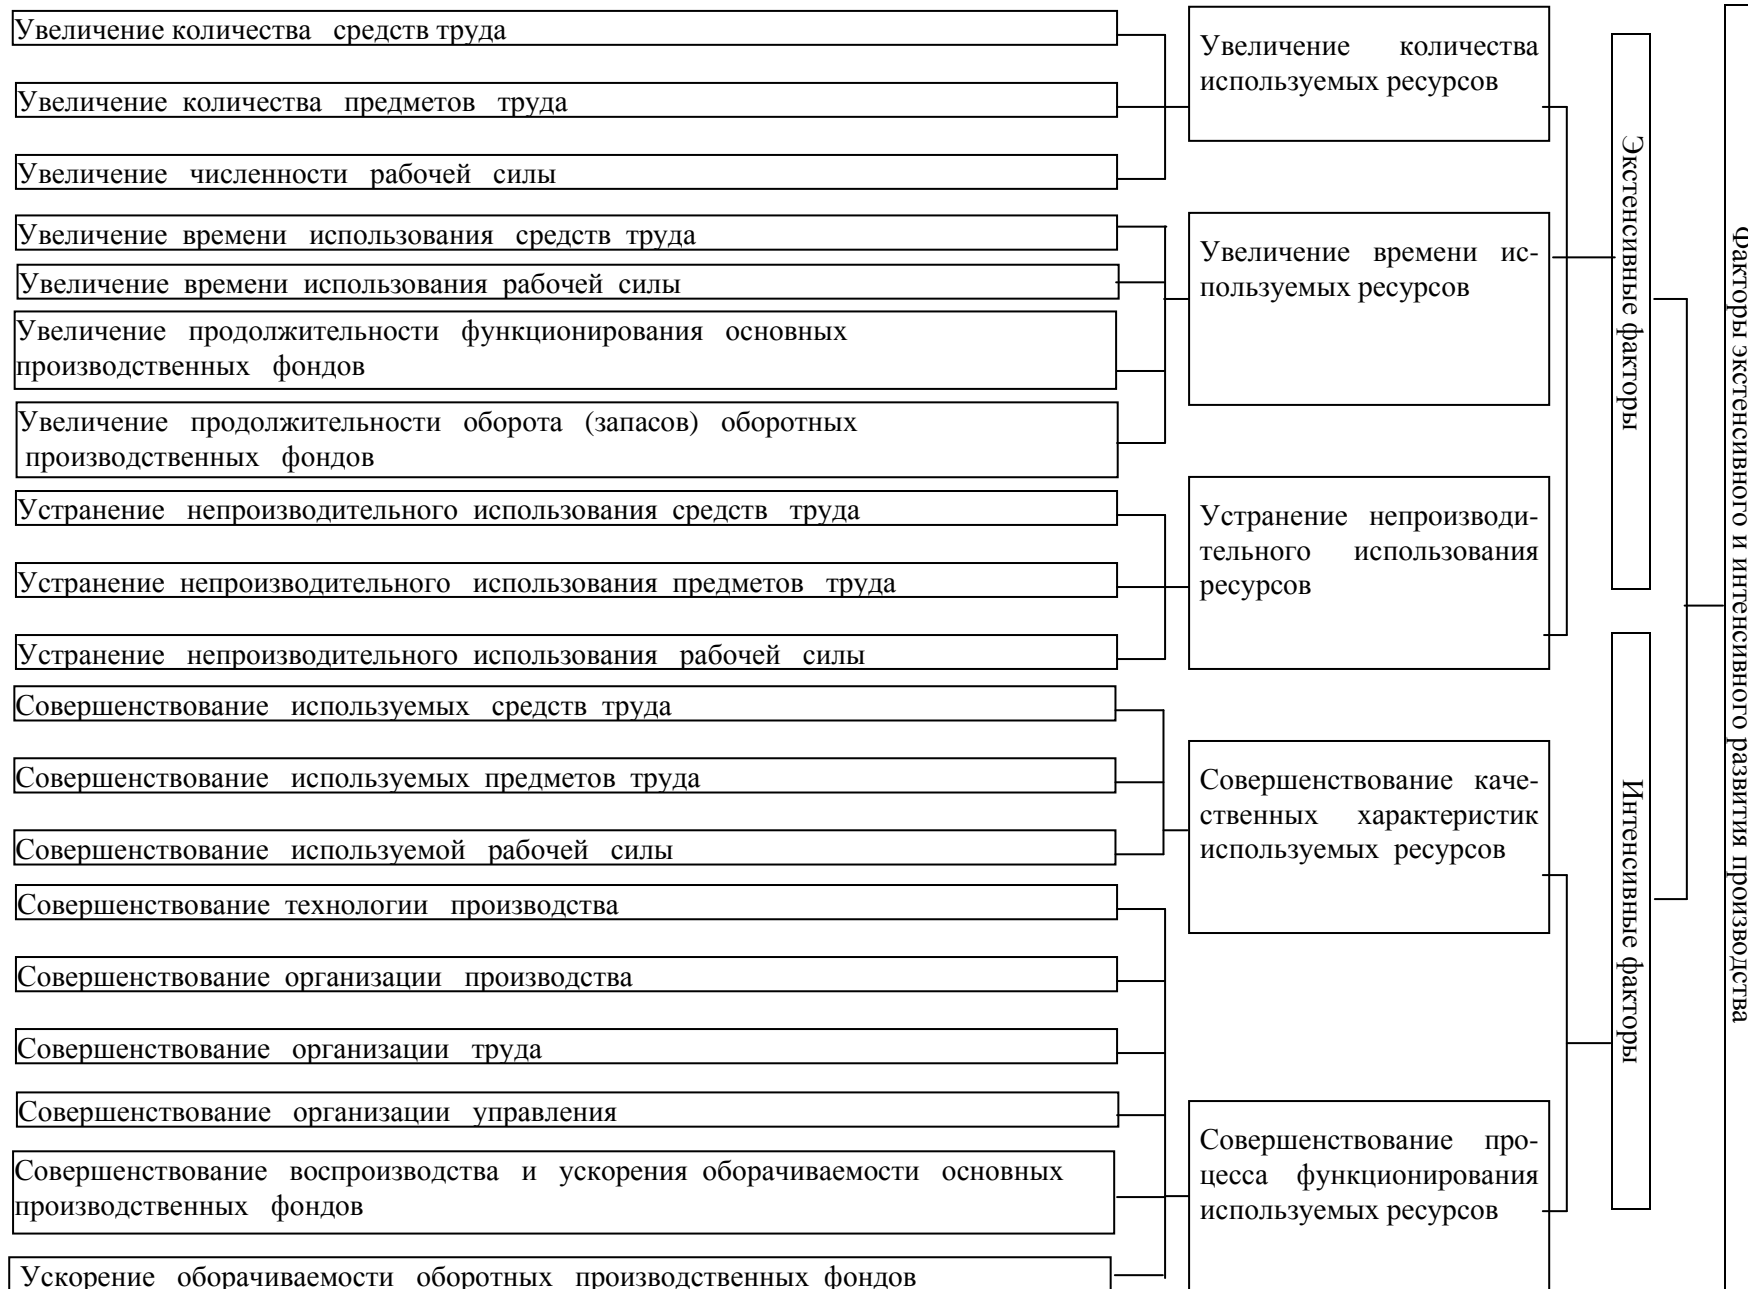 Увеличение количества средств труда
Увеличение количества предметов труда
Увеличение численности рабочей силы
Увеличение времени использования средств труда
Увеличение времени использования рабочей силы
Увеличение продолжительности функционирования основных
производственных фондов
Увеличение продолжительности оборота (запасов) оборотных
производственных фондов
Устранение непроизводительного использования средств труда
Устранение непроизводительного использования предметов труда
Устранение непроизводительного использования рабочей силы
Совершенствование используемых средств труда
Совершенствование используемых предметов труда
Совершенствование используемой рабочей силы
Совершенствование технологии производства
Совершенствование организации производства
Совершенствование организации труда
Совершенствование организации управления
Совершенствование воспроизводства и ускорения оборачиваемости основных
производственных фондов
Ускорение оборачиваемости оборотных производственных фондов
Увеличение количества
используемых ресурсов
Увеличение времени ис-
пользуемых ресурсов
Устранение непроизводи-
тельного использования
ресурсов
Совершенствование каче-
ственных характеристик
используемых ресурсов
Совершенствование про-
цесса функционирования
используемых ресурсов
Экстенсивные факторы
Интенсивные факторы
Факторы экстенсивного и интенсивного развития производства